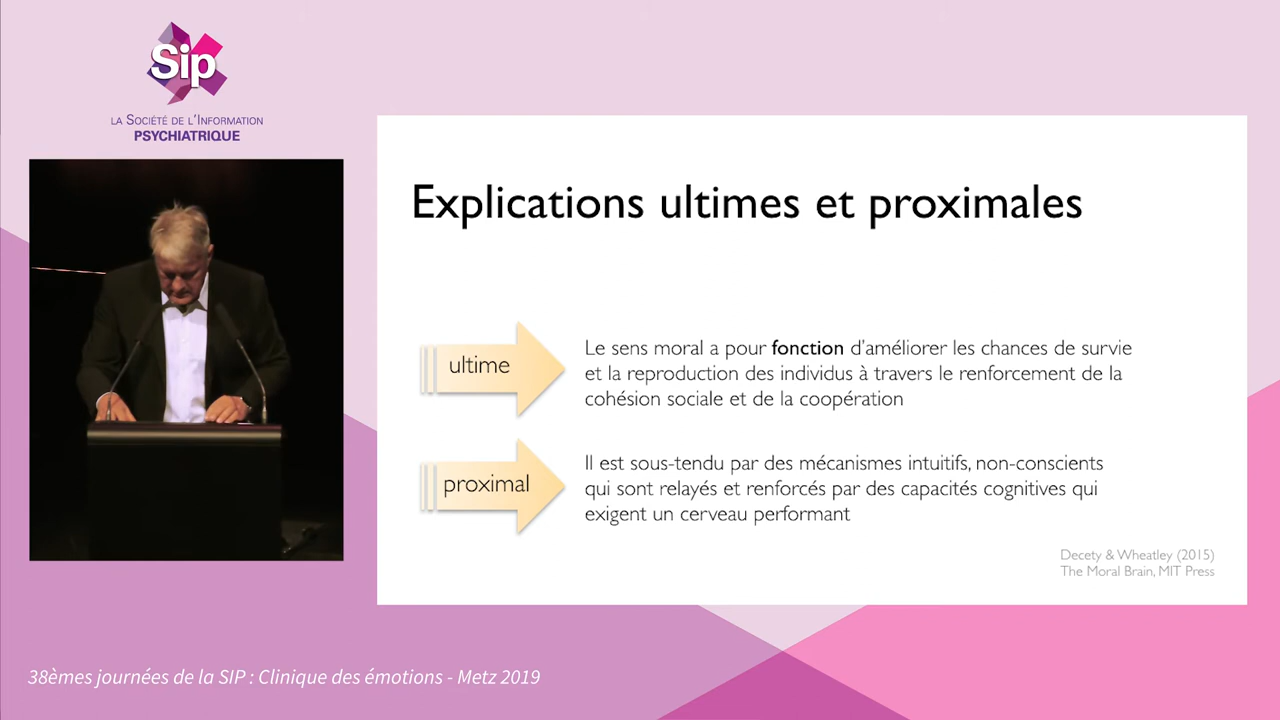 Sip
LA SOCIÉTÉ DE L'INFORMATION
PSYCHIATRIQUE
Explications ultimes et proximales
ultime
Le sens moral a pour fonction d'améliorer les chances de survie
et la reproduction des individus à travers le renforcement de la
cohésion sociale et de la coopération
proximal
Il est sous-tendu par des mécanismes intuitifs, non-conscients
qui sont relayés et renforcés par des capacités cognitives qui
exigent un cerveau performant
Decety & Wheatley (2015)
The Moral Brain, MIT Press
38èmes journées de la SIP : Clinique des émotions - Metz 2019